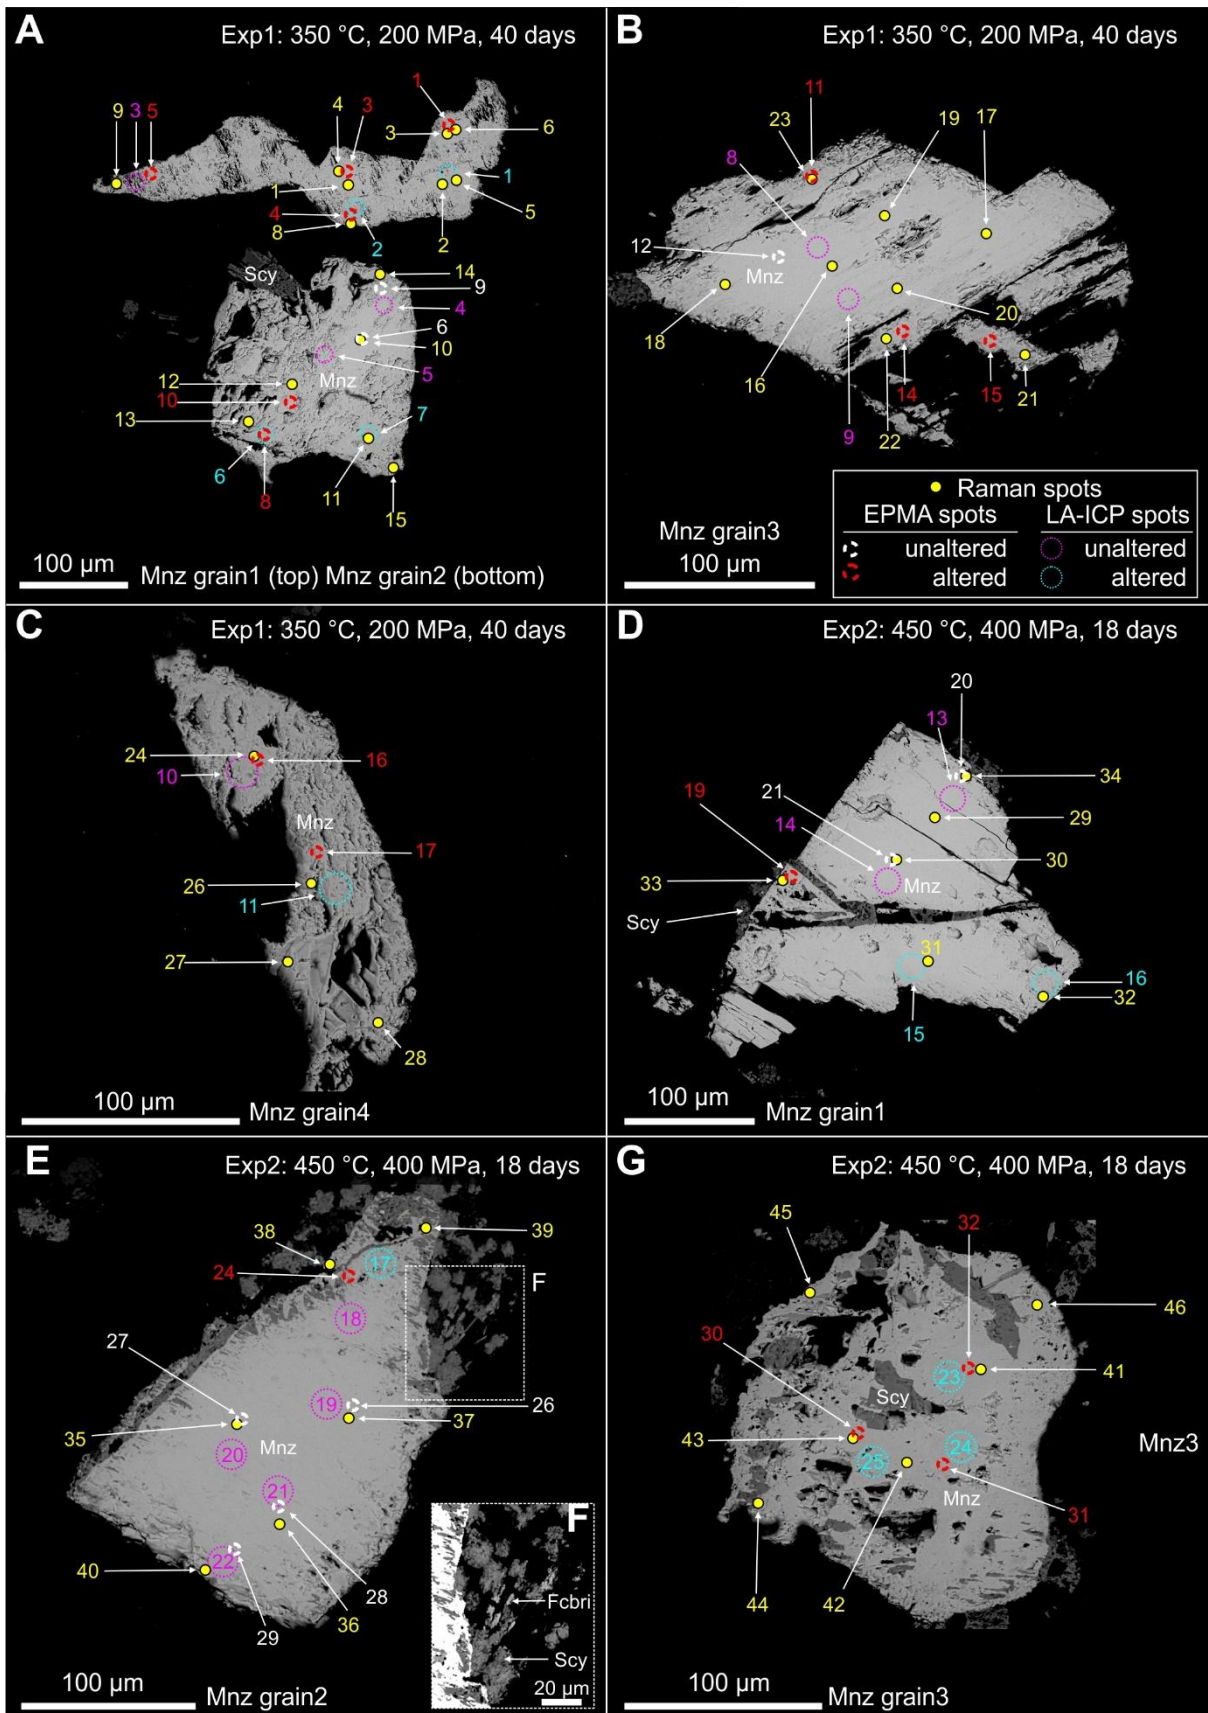 A
Exp1: 350 °C, 200 MPa, 40 days
1
9 3 5
4 3
3 6
1 1
4
8
2 2 5
Scy
14
9
4
6
10
5
Mnz
12
10
13
7
6
8 11 15
100 µm
Mnz grain1 (top) Mnz grain2 (bottom)
B
Exp1: 350 °C, 200 MPa, 40 days
11
23 19 17
8
12
Mnz
18
16
20
9
22
14
15
21
Raman spots
EPMA spots LA-ICP spots
unaltered unaltered
altered altered
Mnz grain3
100 µm
C
Exp1: 350 °C, 200 MPa, 40 days
24
10
16
Mnz
17
26
11
27
28
100 µm
Mnz grain4
D
Exp2: 450 °C, 400 MPa, 18 days
20
13
34
19
21
29
14
30
33
Mnz
Scy
31
16
32
15
100 µm
Mnz grain1
E
Exp2: 450 °C, 400 MPa, 18 days
38
39
17
24
F
18
27
19
26
35
37
Mnz
20
21
22
40
28
29
36
F
Fcbri
Scy
20 µm
100 µm
Mnz grain2
G
Exp2: 450 °C, 400 MPa, 18 days
45
32
46
30
41
23
Scy
43
24
25
Mnz3
Mnz
31
44
42
100 µm
Mnz grain3